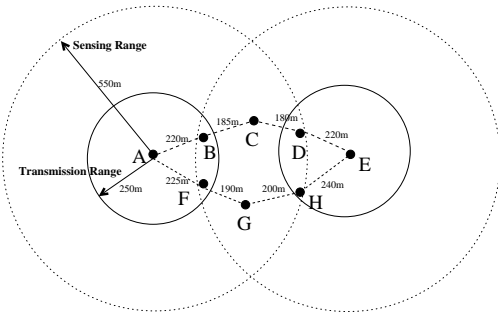 Sensing Range
550m
185m
C
180m
220m
B
D
220m
A
E
Transmission Range
225m
240m
250m
F
190m
200m
H
G